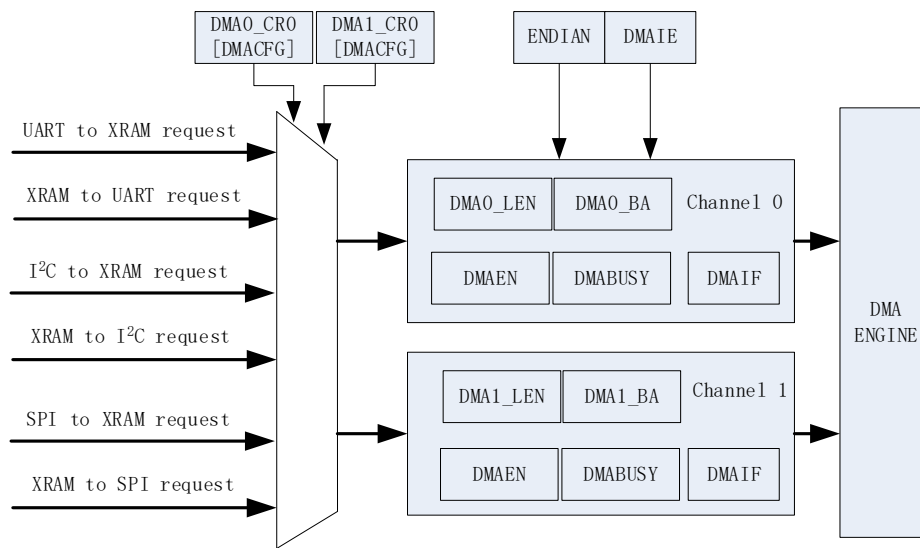 DMA0_CR0
[DMACFG]
DMA1_CR0
[DMACFG]
ENDIAN
DMAIE
UART to XRAM request
XRAM to UART request
I²C to XRAM request
XRAM to I²C request
SPI to XRAM request
XRAM to SPI request
DMA0_LEN
DMA0_BA
Channel 0
DMAEN
DMABUSY
DMAIF
DMA1_LEN
DMA1_BA
Channel 1
DMAEN
DMABUSY
DMAIF
DMA
ENGINE